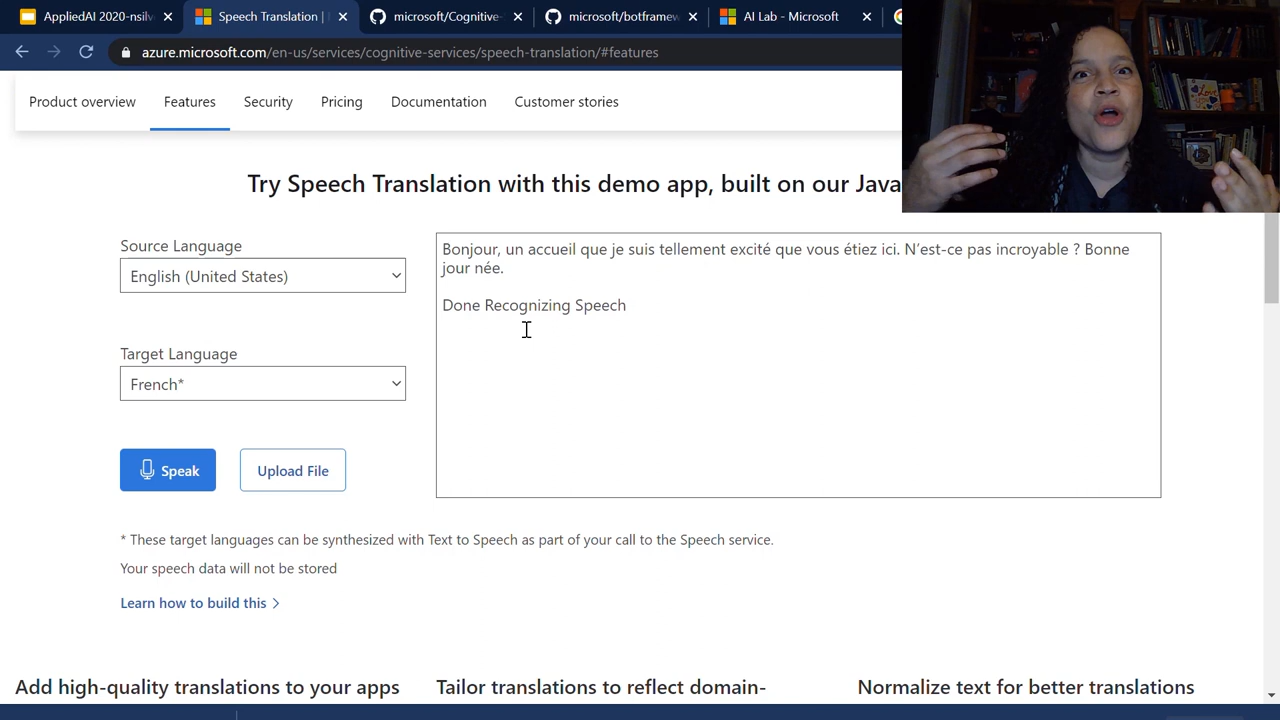 AppliedAI 2020-nsilv
Speech Translation |
microsoft/Cognitive-
microsoft/botframew
AI Lab - Microsoft
azure.microsoft.com/en-us/services/cognitive-services/speech-translation/#features
Product overview
Features
Security
Pricing
Documentation
Customer stories
Try Speech Translation with this demo app, built on our Java
Source Language
English (United States)
Target Language
French*
Speak
Upload File
Bonjour, un accueil que je suis tellement excité que vous étiez ici. N’est-ce pas incroyable ? Bonne
jour née.
Done Recognizing Speech
* These target languages can be synthesized with Text to Speech as part of your call to the Speech service.
Your speech data will not be stored
Learn how to build this
Add high-quality translations to your apps
Tailor translations to reflect domain-
Normalize text for better translations